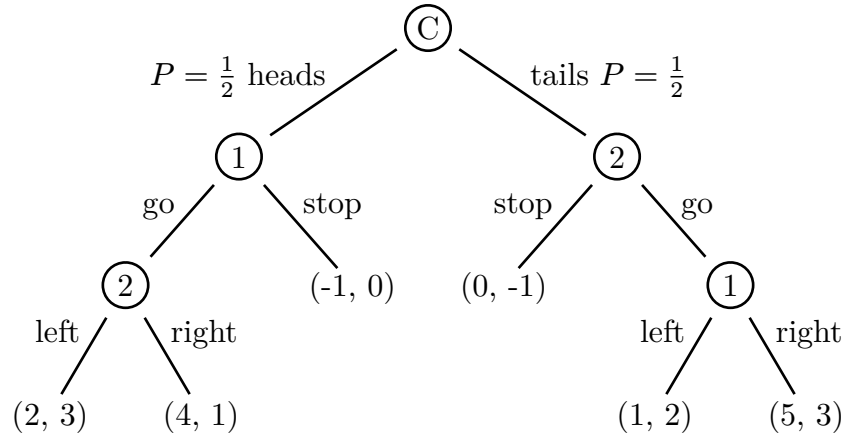 C
P = 1/2 heads
tails P = 1/2
1
2
go
stop
stop
go
2
(-1, 0)
(0, -1)
1
left
right
left
right
(2, 3)
(4, 1)
(1, 2)
(5, 3)